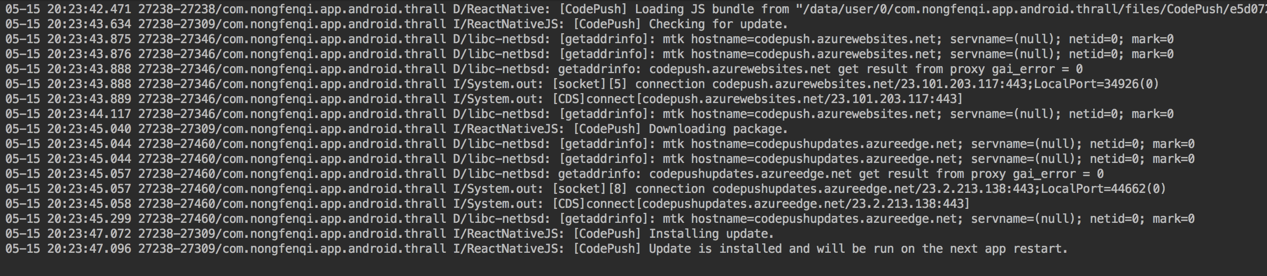 05-15 20:23:42.471 27238-27238/com.nongfenqi.app.android.thrall D/ReactNative: [CodePush] Loading JS bundle from "/data/user/0/com.nongfenqi.app.android.thrall/files/CodePush/e5d073
05-15 20:23:43.634 27238-27309/com.nongfenqi.app.android.thrall I/ReactNativeJS: [CodePush] Checking for update.
05-15 20:23:43.875 27238-27346/com.nongfenqi.app.android.thrall D/libc-netbsd: [getaddrinfo]: mtk hostname=codepush.azurewebsites.net; servname=(null); netid=0; mark=0
05-15 20:23:43.876 27238-27346/com.nongfenqi.app.android.thrall D/libc-netbsd: [getaddrinfo]: mtk hostname=codepush.azurewebsites.net; servname=(null); netid=0; mark=0
05-15 20:23:43.888 27238-27346/com.nongfenqi.app.android.thrall D/libc-netbsd: getaddrinfo: codepush.azurewebsites.net get result from proxy gai_error = 0
05-15 20:23:43.888 27238-27346/com.nongfenqi.app.android.thrall I/System.out: [socket][5] connection codepush.azurewebsites.net/23.101.203.117:443;LocalPort=34926(0)
05-15 20:23:43.889 27238-27346/com.nongfenqi.app.android.thrall I/System.out: [CDS]connect[codepush.azurewebsites.net/23.101.203.117:443]
05-15 20:23:44.117 27238-27346/com.nongfenqi.app.android.thrall D/libc-netbsd: [getaddrinfo]: mtk hostname=codepush.azurewebsites.net; servname=(null); netid=0; mark=0
05-15 20:23:45.040 27238-27309/com.nongfenqi.app.android.thrall I/ReactNativeJS: [CodePush] Downloading package.
05-15 20:23:45.044 27238-27460/com.nongfenqi.app.android.thrall D/libc-netbsd: [getaddrinfo]: mtk hostname=codepushupdates.azureedge.net; servname=(null); netid=0; mark=0
05-15 20:23:45.044 27238-27460/com.nongfenqi.app.android.thrall D/libc-netbsd: [getaddrinfo]: mtk hostname=codepushupdates.azureedge.net; servname=(null); netid=0; mark=0
05-15 20:23:45.057 27238-27460/com.nongfenqi.app.android.thrall D/libc-netbsd: getaddrinfo: codepushupdates.azureedge.net get result from proxy gai_error = 0
05-15 20:23:45.057 27238-27460/com.nongfenqi.app.android.thrall I/System.out: [socket][8] connection codepushupdates.azureedge.net/23.2.213.138:443;LocalPort=44662(0)
05-15 20:23:45.058 27238-27460/com.nongfenqi.app.android.thrall I/System.out: [CDS]connect[codepushupdates.azureedge.net/23.2.213.138:443]
05-15 20:23:45.299 27238-27460/com.nongfenqi.app.android.thrall D/libc-netbsd: [getaddrinfo]: mtk hostname=codepushupdates.azureedge.net; servname=(null); netid=0; mark=0
05-15 20:23:47.072 27238-27309/com.nongfenqi.app.android.thrall I/ReactNativeJS: [CodePush] Installing update.
05-15 20:23:47.096 27238-27309/com.nongfenqi.app.android.thrall I/ReactNativeJS: [CodePush] Update is installed and will be run on the next app restart.